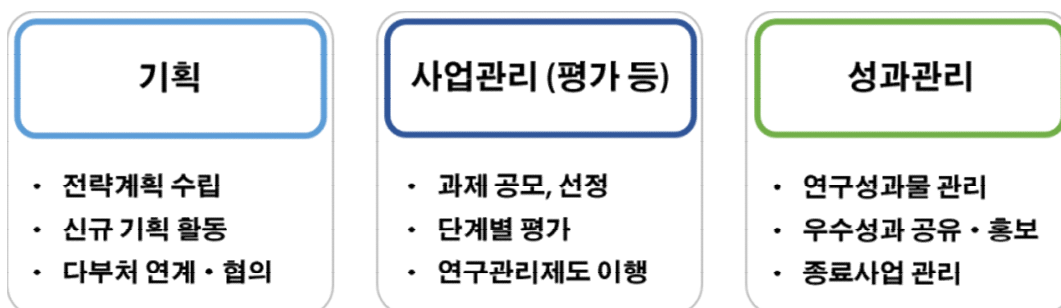 기획
• 전략계획 수립
• 신규 기획 활동
• 다부처 연계・협의
사업관리 (평가 등)
• 과제 공모, 선정
• 단계별 평가
• 연구관리제도 이행
성과관리
• 연구성과물 관리
• 우수성과 공유・홍보
• 종료사업 관리